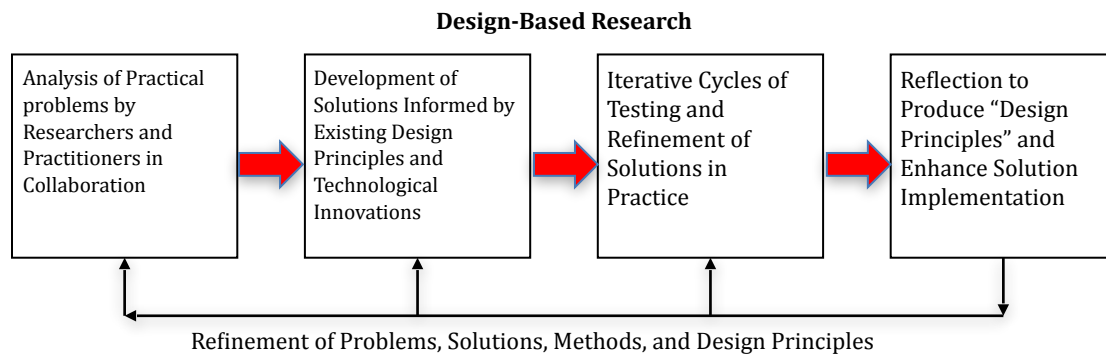 Design-Based Research
Analysis of Practical
problems by
Researchers and
Practitioners in
Collaboration
Development of
Solutions Informed by
Existing Design
Principles and
Technological
Innovations
Iterative Cycles of
Testing and
Refinement of
Solutions in
Practice
Reflection to
Produce “Design
Principles” and
Enhance Solution
Implementation
Refinement of Problems, Solutions, Methods, and Design Principles